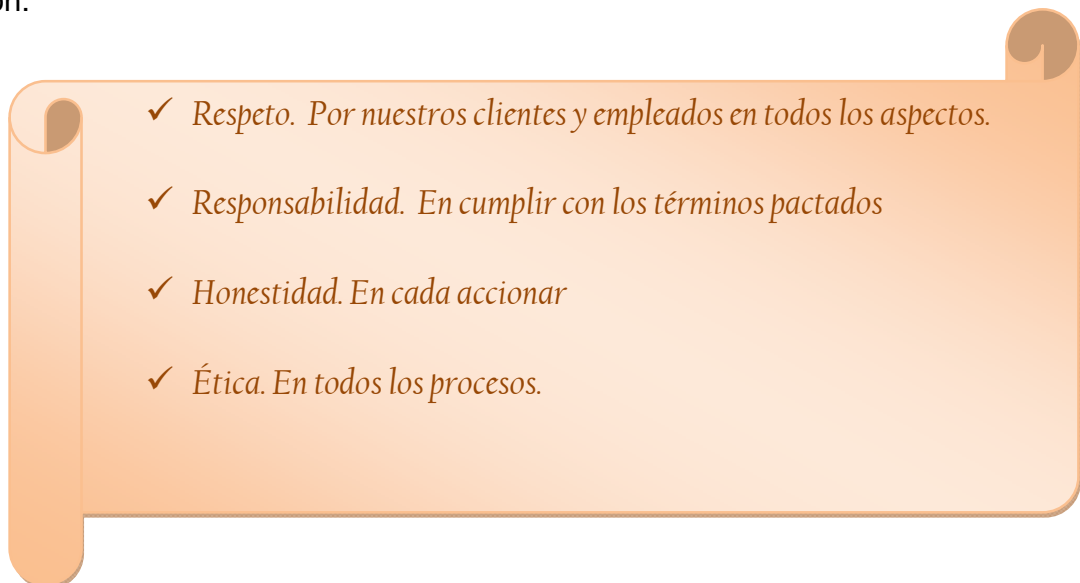 ✓ Respeto. Por nuestros clientes y empleados en todos los aspectos.
✓ Responsabilidad. En cumplir con los términos pactados
✓ Honestidad. En cada accionar
✓ Ética. En todos los procesos.